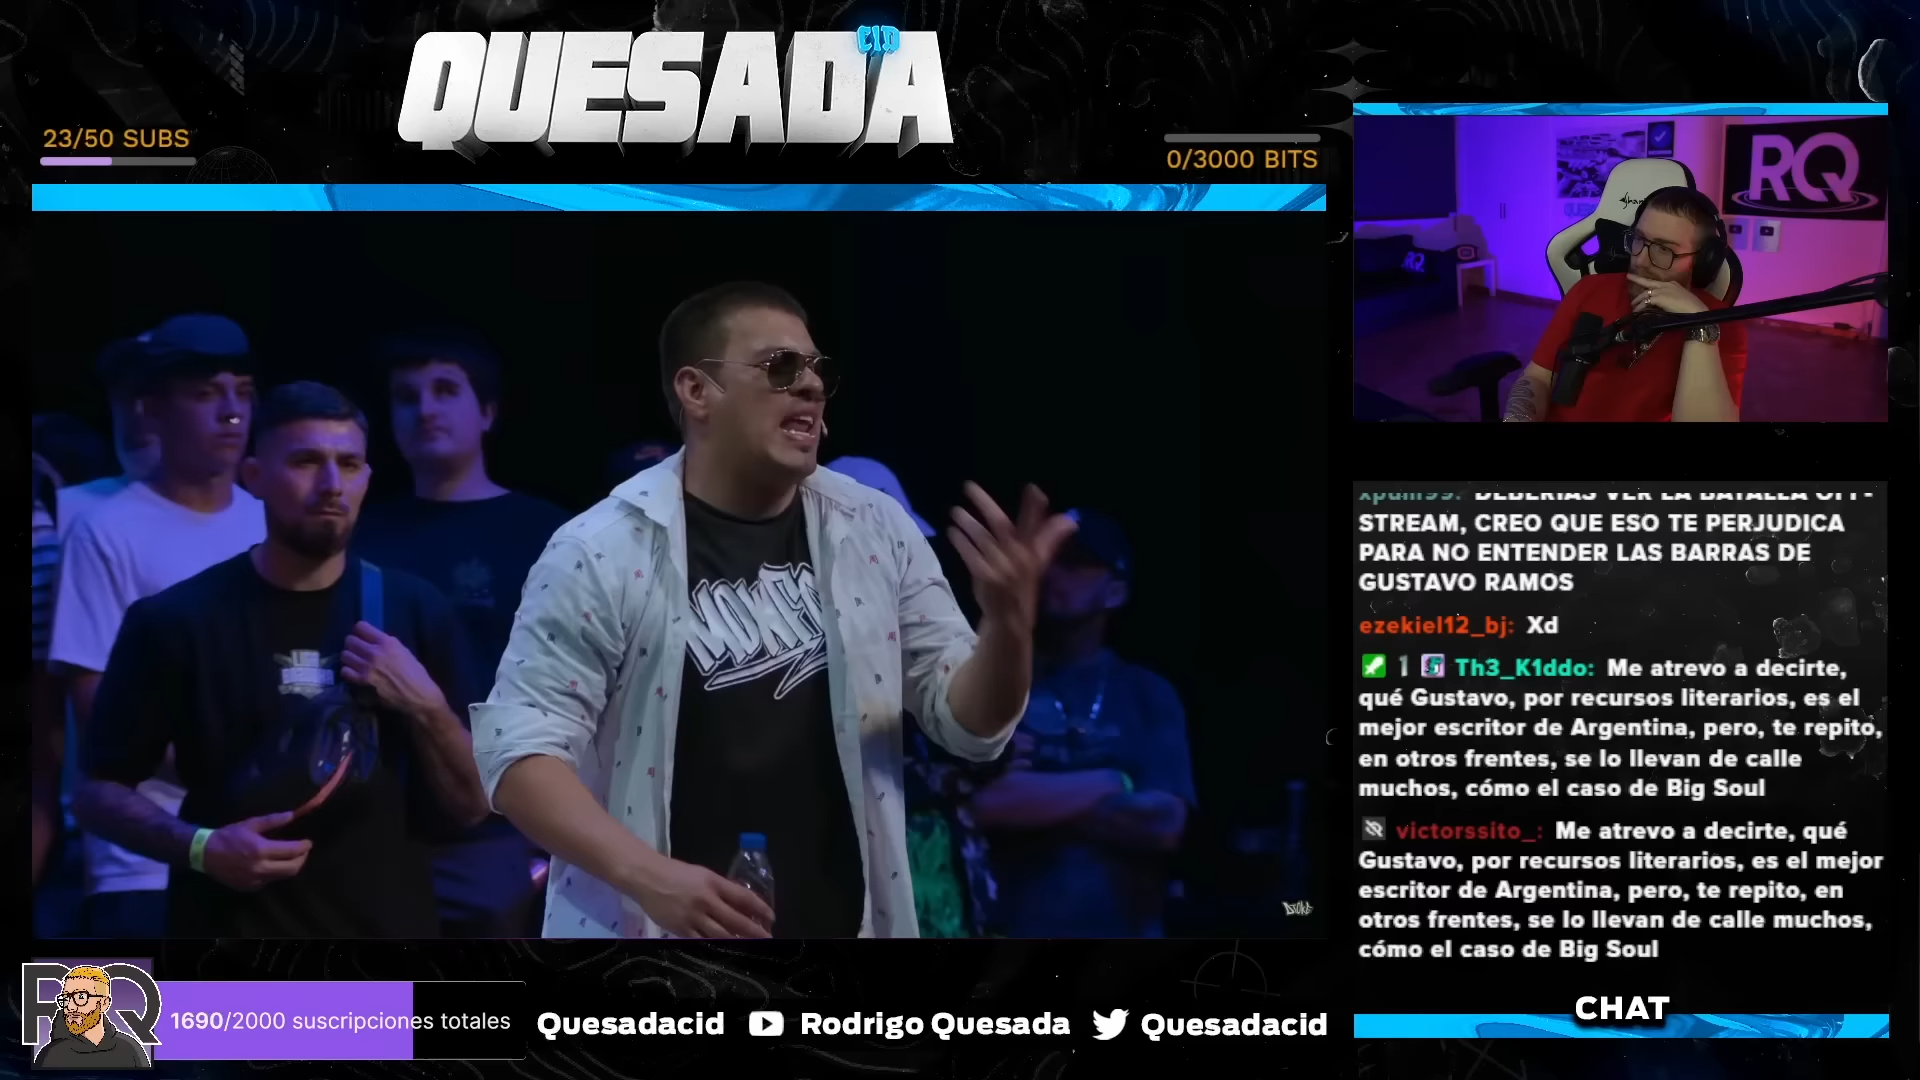 QUESADA
CID
23/50 SUBS
0/3000 BITS
RQ
RQ
MOWFO
STREAM, CREO QUE ESO TE PERJUDICA
PARA NO ENTENDER LAS BARRAS DE
GUSTAVO RAMOS
ezekiel12_bj: Xd
1 Th3_K1ddo: Me atrevo a decirte,
qué Gustavo, por recursos literarios, es el
mejor escritor de Argentina, pero, te repito,
en otros frentes, se lo llevan de calle
muchos, cómo el caso de Big Soul
victorssito_: Me atrevo a decirte, qué
Gustavo, por recursos literarios, es el mejor
escritor de Argentina, pero, te repito, en
otros frentes, se lo llevan de calle muchos,
cómo el caso de Big Soul
CHAT
1690/2000 suscripciones totales
Quesadacid
Rodrigo Quesada
Quesadacid